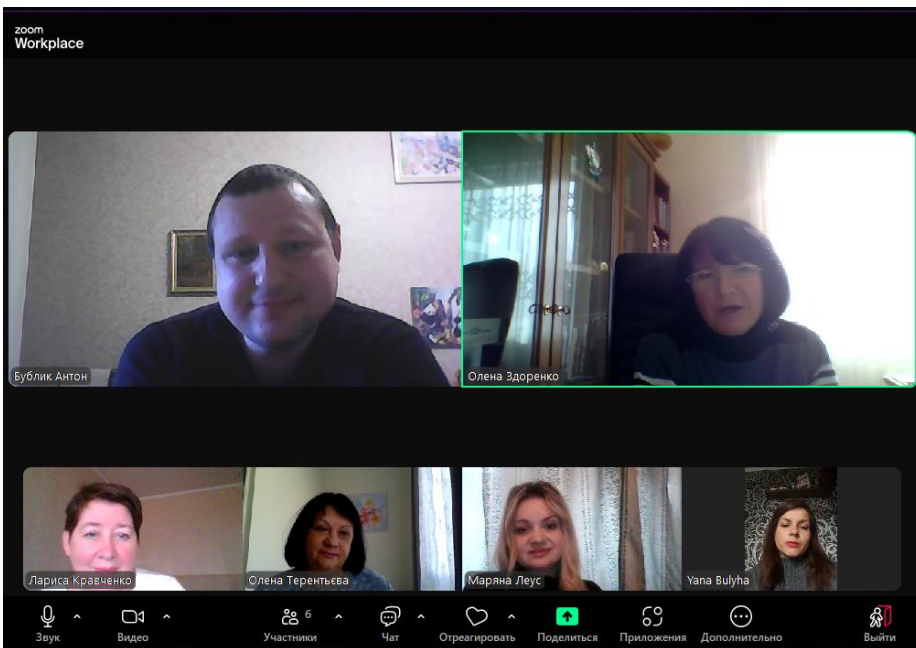 zoom
Workplace
Бублик Антон
Олена Здоренко
Лариса Кравченко
Олена Терентьєва
Маряна Леус
Yana Bulyha
6
Звук
Видео
Участники
Чат
Отреагировать
Поделиться
Приложения
Дополнительно
Выйти